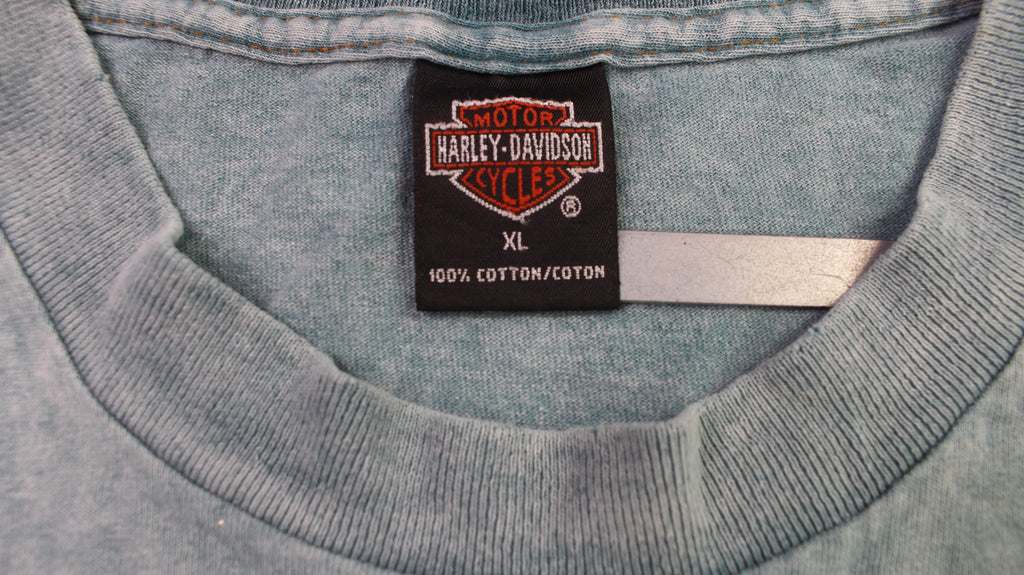 MOTOR
HARLEY-DAVIDSON
CYCLES
®
XL
100% COTTON/COTON